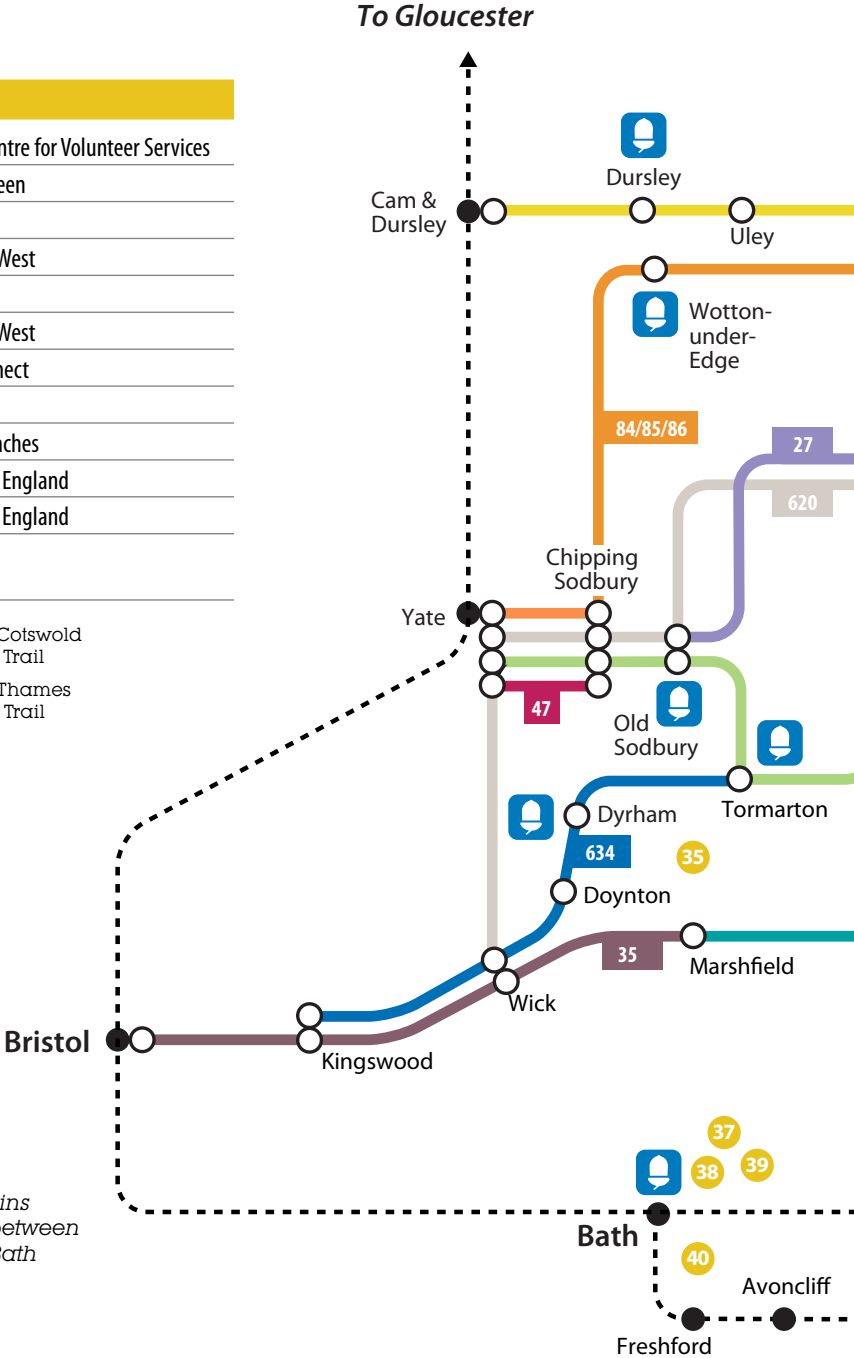 To Gloucester
ntre for Volunteer Services
een
West
West
nect
aches
England
England
Cotswold
Trail
Thames
Trail
Dursley
Cam &
Dursley
Uley
Wotton-
under-
Edge
84/85/86
27
620
Chipping
Sodbury
Yate
47
Old
Sodbury
Tormarton
Dyrham
634
35
Doynton
35
Marshfield
Wick
Bristol
Kingswood
37
38
39
ins
between
Bath
Bath
40
Avoncliff
Freshford